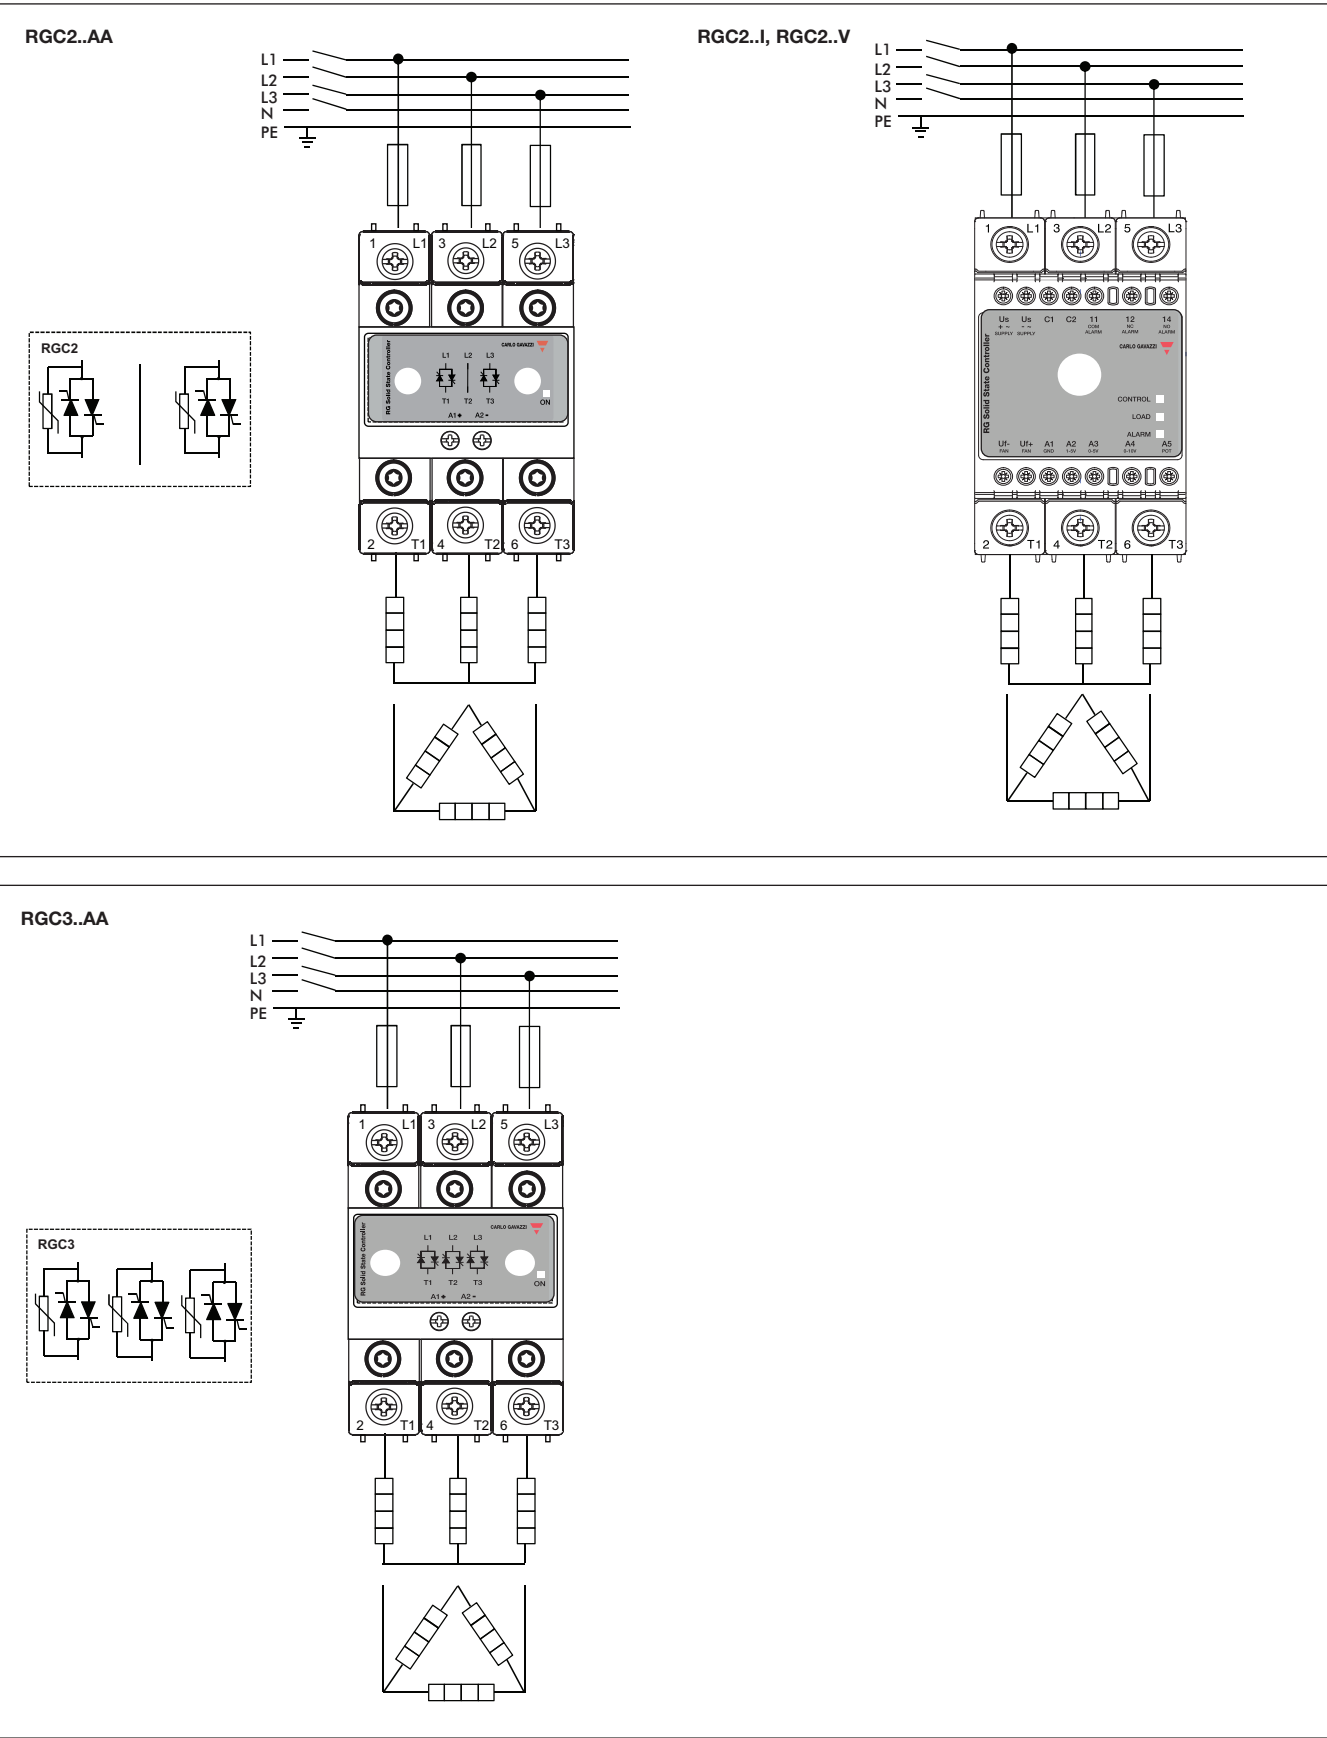 RGC2..AA
L1
L2
L3
N
PE
1 L1 3 L2 5 L3
RG Solid State Controller
CARLO GAVAZZI
L1 L2 L3
T1 T2 T3
ON
A1+ A2-
2 T1 4 T2 6 T3
RGC2
RGC2..I, RGC2..V
L1
L2
L3
N
PE
1 L1 3 L2 5 L3
Us Us C1 C2 11 12 14
+ ~ - ~ COM NC NO
SUPPLY SUPPLY ALARM ALARM ALARM
RG Solid State Controller
CARLO GAVAZZI
CONTROL
LOAD
ALARM
Uf- Uf+ A1 A2 A3 A4 A5
FAN FAN GND 1-5V 0-5V 0-10V POT
2 T1 4 T2 6 T3
RGC3..AA
L1
L2
L3
N
PE
1 L1 3 L2 5 L3
RG Solid State Controller
CARLO GAVAZZI
L1 L2 L3
T1 T2 T3
ON
A1+ A2-
2 T1 4 T2 6 T3
RGC3